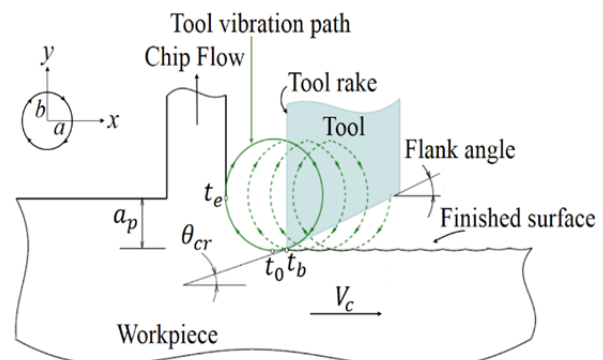 Tool vibration path
y
Chip Flow
Tool rake
b
a
x
Tool
Flank angle
t_e
a_p
Finished surface
θ_cr
t_0 t_b
V_c
Workpiece